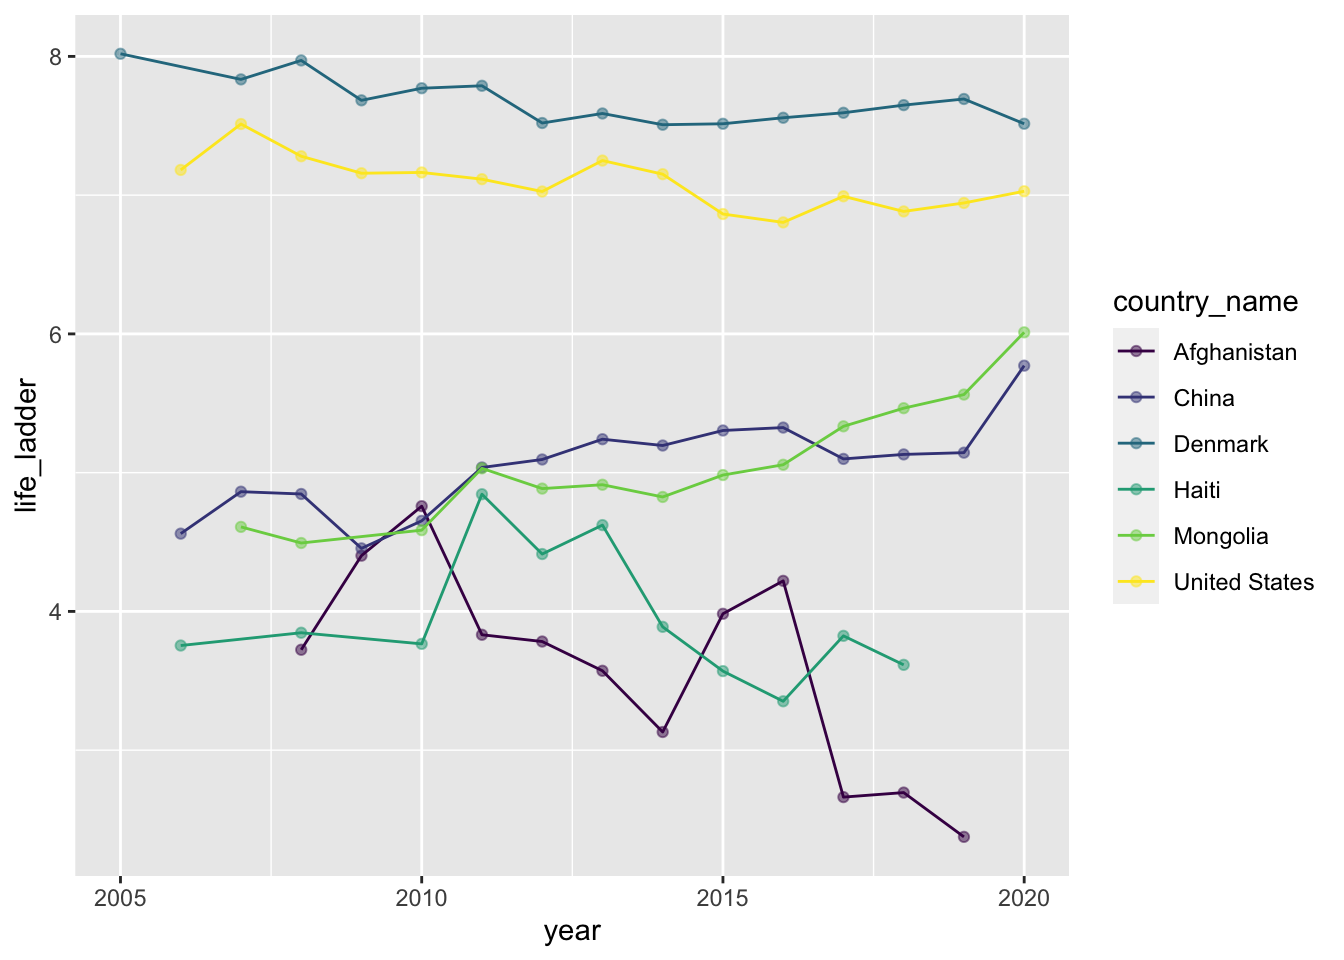 8
6
4
life_ladder
2005
2010
2015
2020
year
country_name
Afghanistan
China
Denmark
Haiti
Mongolia
United States